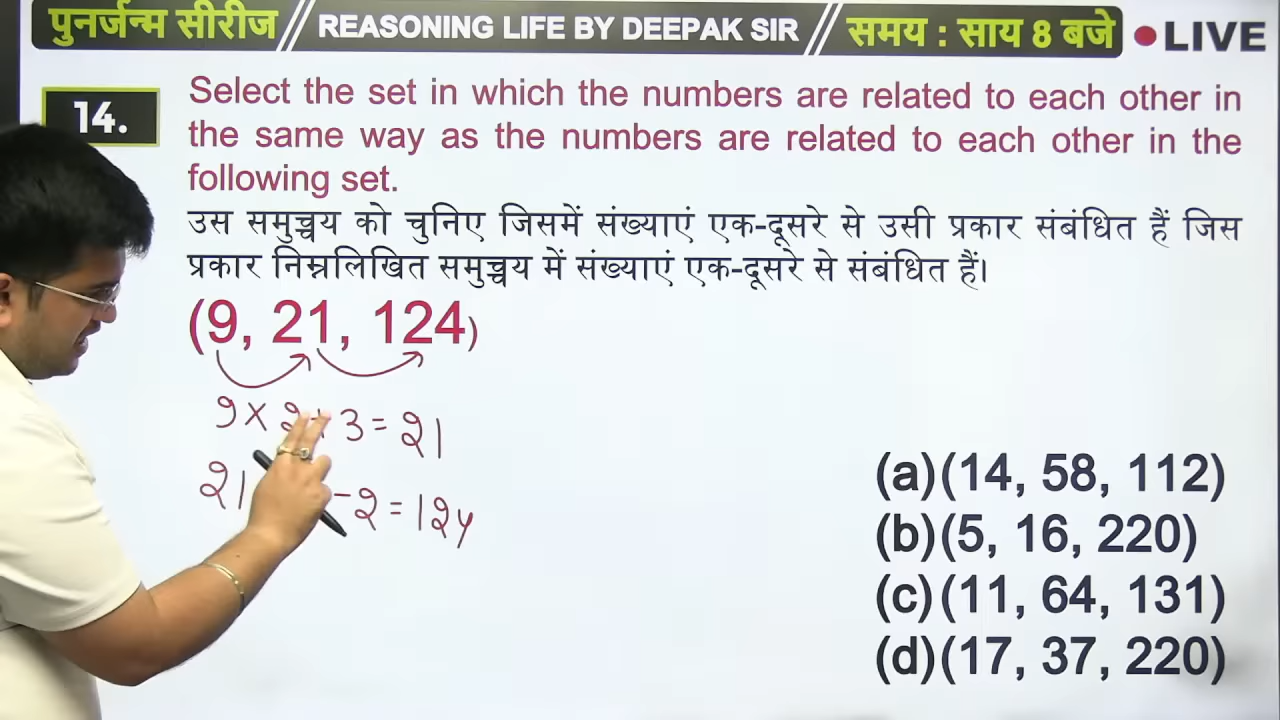 पुनर्जन्म सीरीज // REASONING LIFE BY DEEPAK SIR // समय : साय 8 बजे LIVE
14.
Select the set in which the numbers are related to each other in
the same way as the numbers are related to each other in the
following set.
उस समुच्चय को चुनिए जिसमें संख्याएं एक-दूसरे से उसी प्रकार संबंधित हैं जिस
प्रकार निम्नलिखित समुच्चय में संख्याएं एक-दूसरे से संबंधित हैं।
(9, 21, 124)
9 × 2 + 3 = 21
21 - 2 = 124
(a) (14, 58, 112)
(b) (5, 16, 220)
(c) (11, 64, 131)
(d) (17, 37, 220)